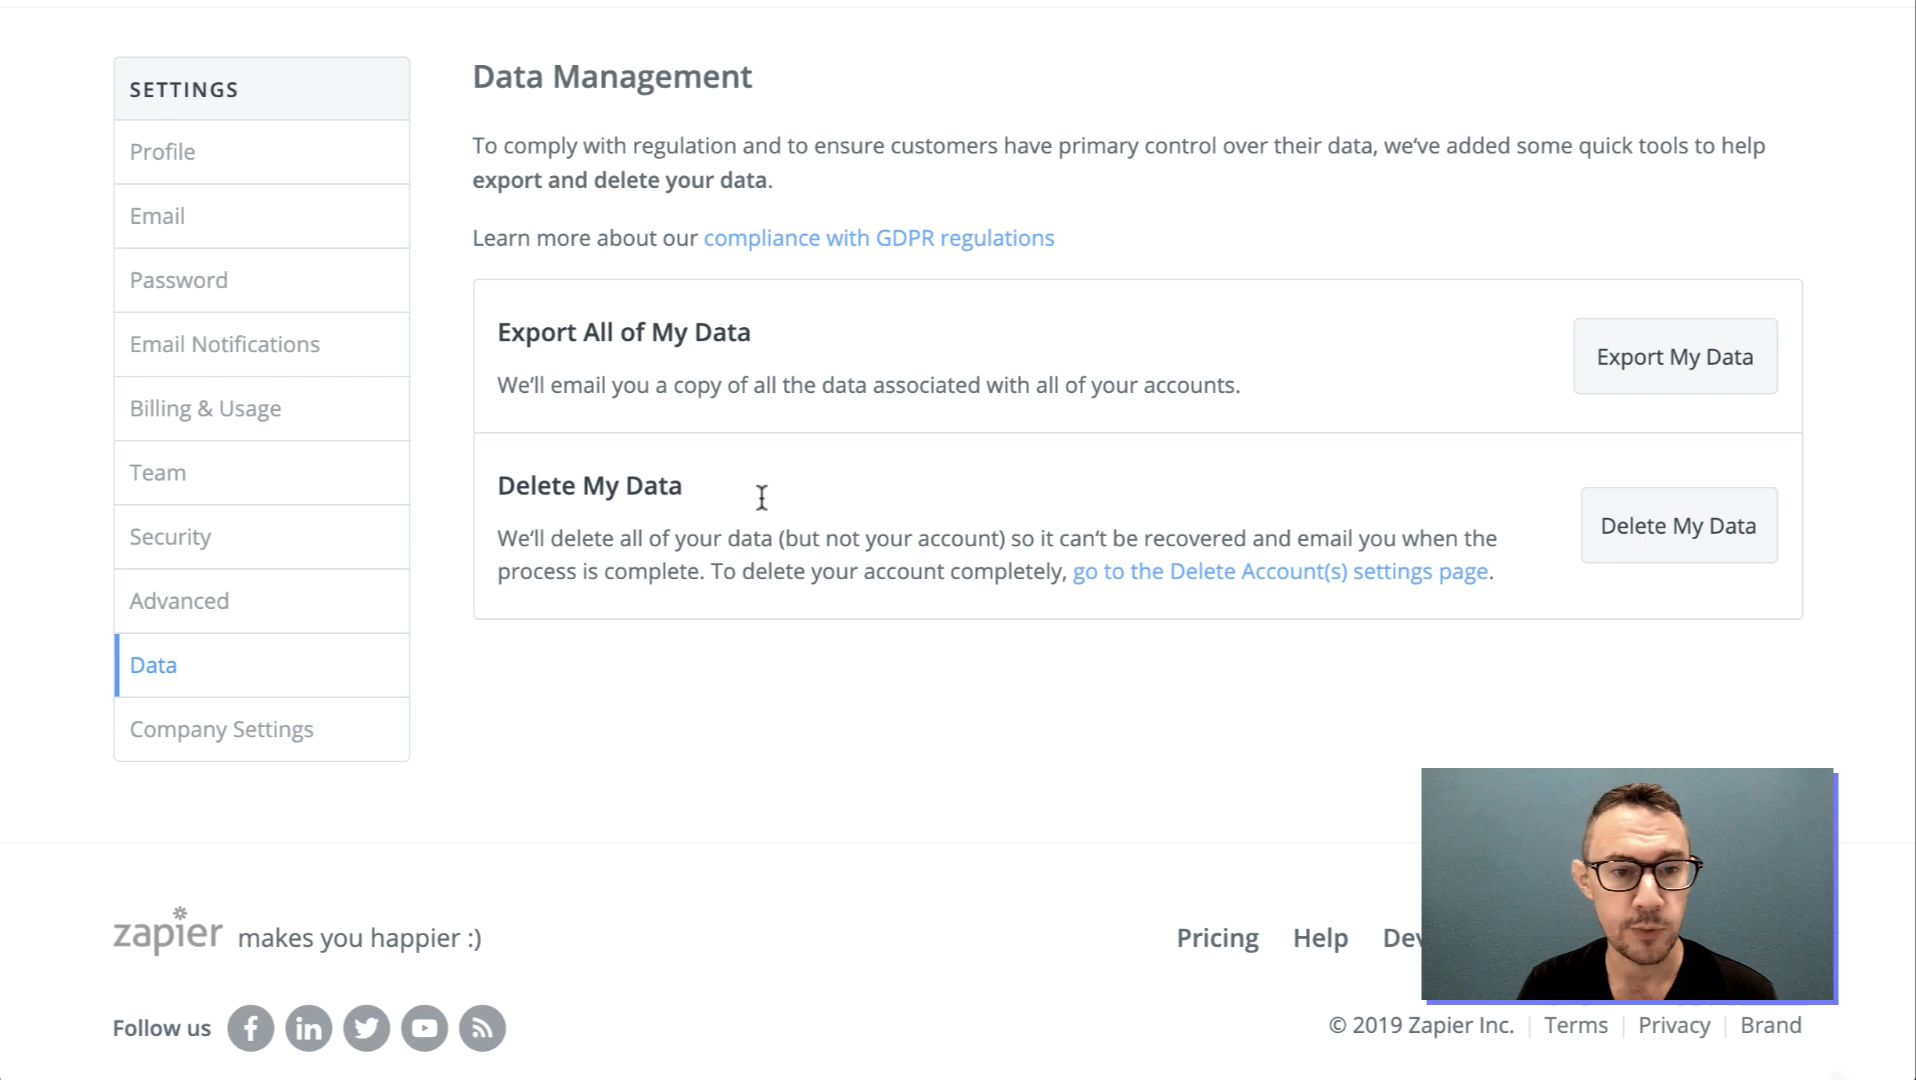 SETTINGS
Profile
Email
Password
Email Notifications
Billing & Usage
Team
Security
Advanced
Data
Company Settings
Data Management
To comply with regulation and to ensure customers have primary control over their data, we've added some quick tools to help
export and delete your data.
Learn more about our compliance with GDPR regulations
Export All of My Data
We'll email you a copy of all the data associated with all of your accounts.
Export My Data
Delete My Data
We'll delete all of your data (but not your account) so it can't be recovered and email you when the
process is complete. To delete your account completely, go to the Delete Account(s) settings page.
Delete My Data
zapier makes you happier :)
Pricing Help
Follow us
© 2019 Zapier Inc. | Terms | Privacy | Brand